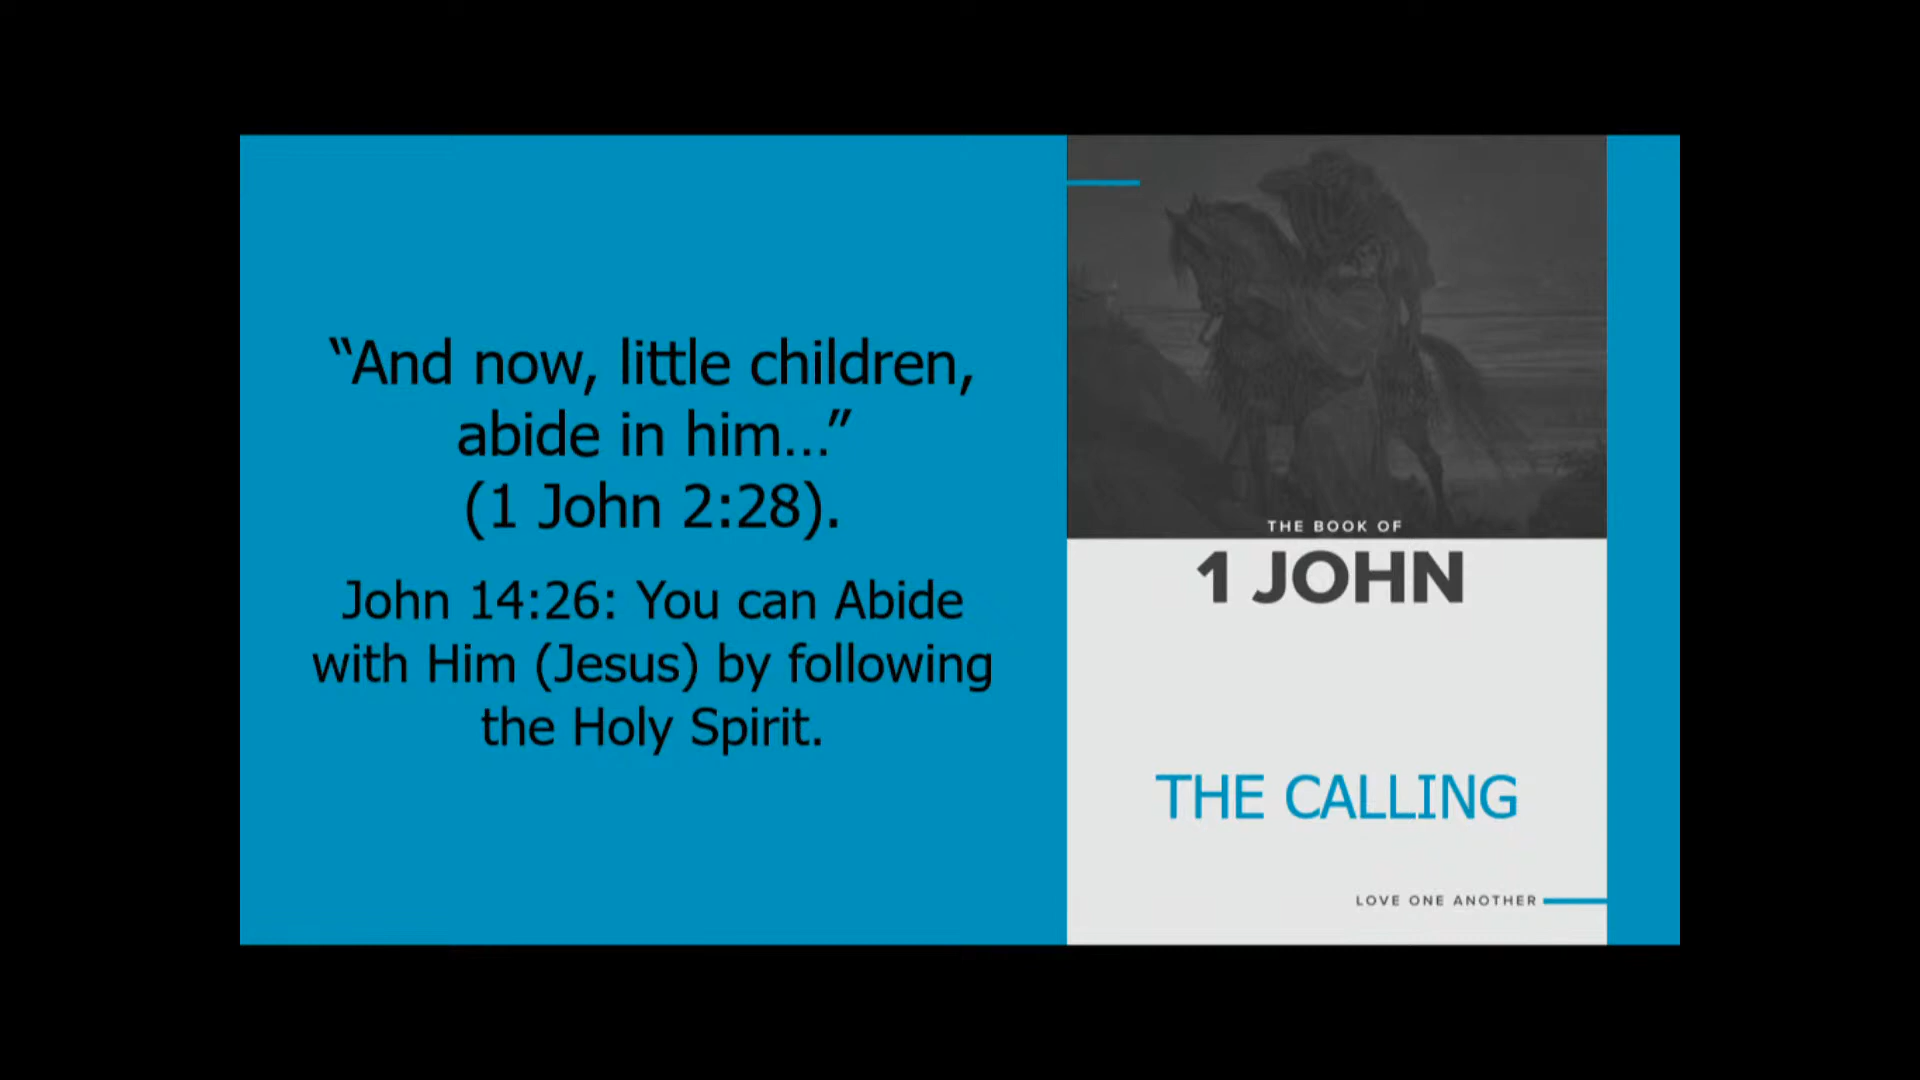 “And now, little children,
abide in him...”
(1 John 2:28).
John 14:26: You can Abide
with Him (Jesus) by following
the Holy Spirit.
THE BOOK OF
1 JOHN
THE CALLING
LOVE ONE ANOTHER